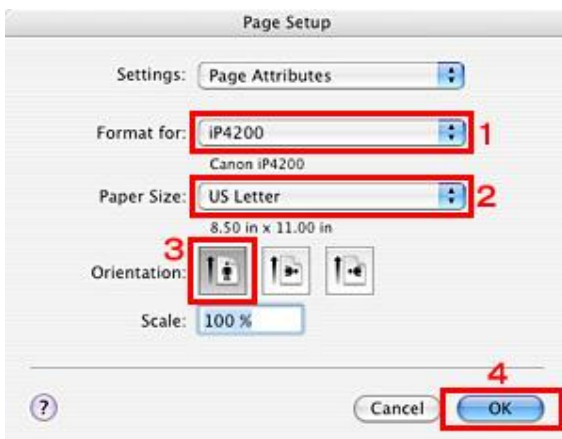 Page Setup
Settings: Page Attributes
Format for: iP4200 1
Canon iP4200
Paper Size: US Letter 2
8.50 in x 11.00 in
3
Orientation:
Scale: 100 %
4
? Cancel OK